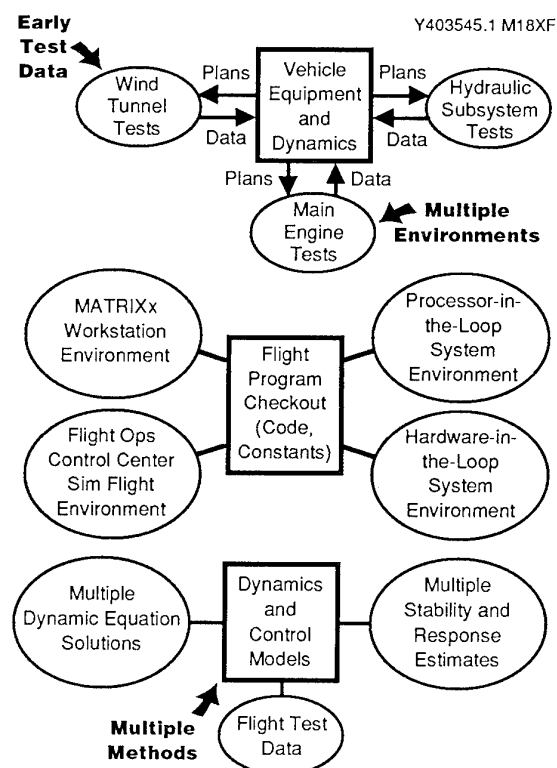 Early
Test
Data
Y403545.1 M18XF
Wind
Tunnel
Tests
Plans
Data
Vehicle
Equipment
and
Dynamics
Plans
Data
Hydraulic
Subsystem
Tests
Plans
Data
Main
Engine
Tests
Multiple
Environments
MATRIXx
Workstation
Environment
Processor-in-
the-Loop
System
Environment
Flight
Program
Checkout
(Code,
Constants)
Flight Ops
Control Center
Sim Flight
Environment
Hardware-in-
the-Loop
System
Environment
Multiple
Dynamic Equation
Solutions
Dynamics
and
Control
Models
Multiple
Stability and
Response
Estimates
Multiple
Methods
Flight Test
Data